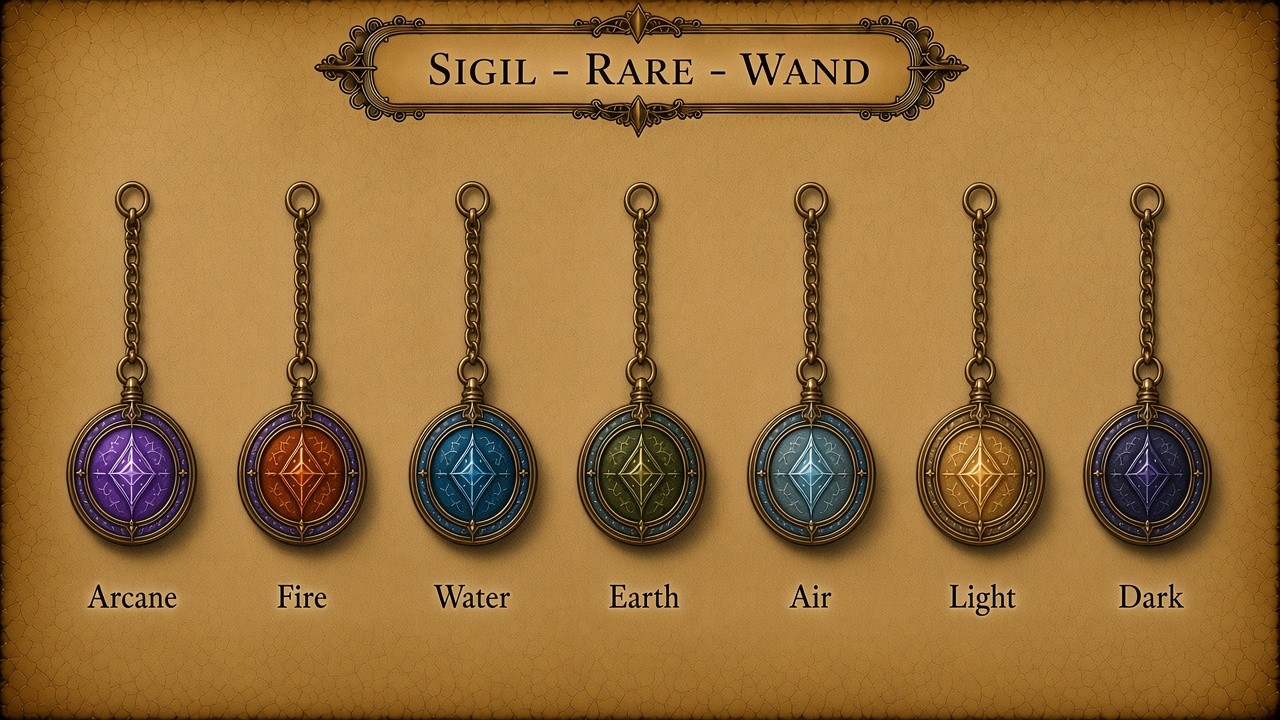 Sigil - Rare - Wand
Arcane
Fire
Water
Earth
Air
Light
Dark